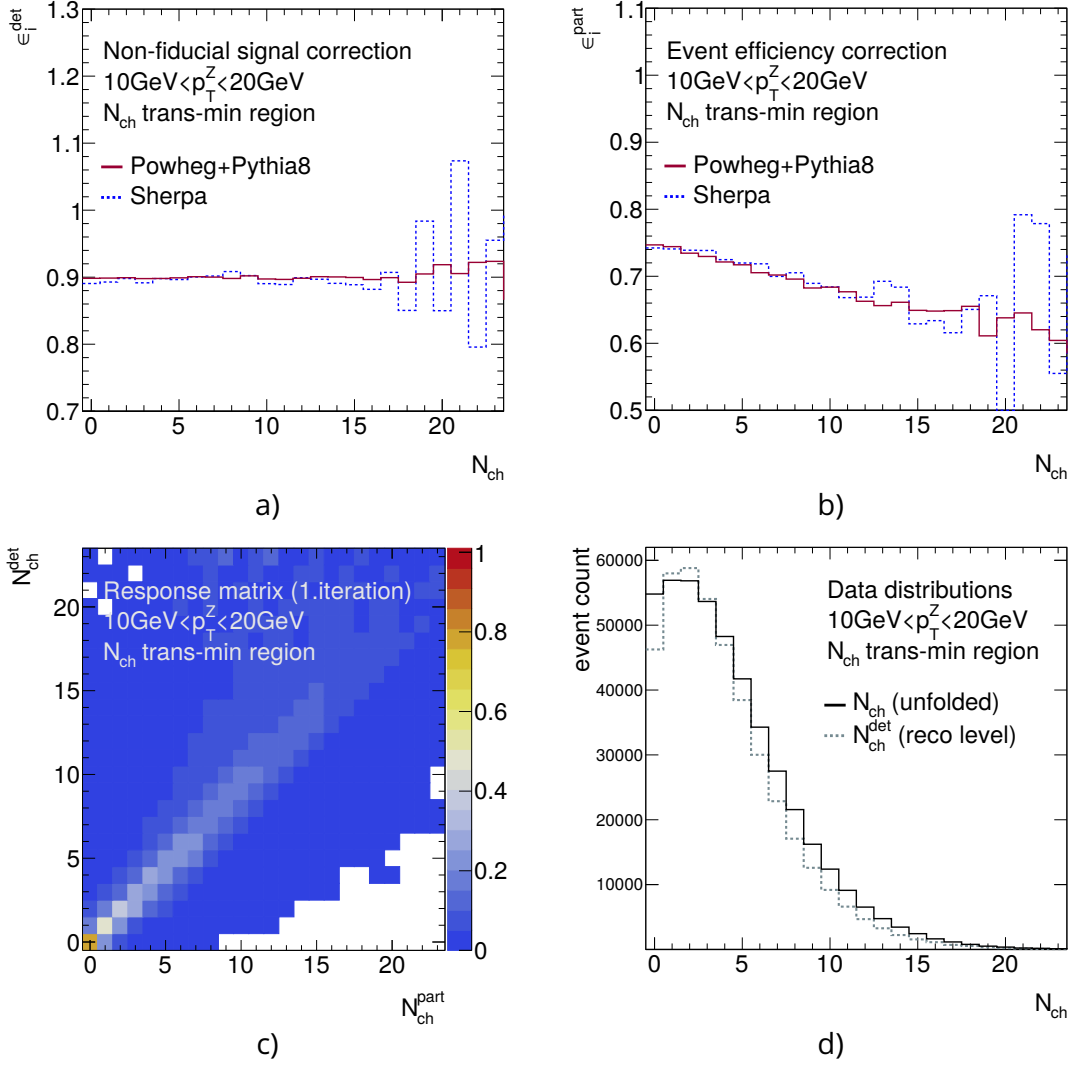 ϵᵢᵈᵉᵗ
1.3
1.2
1.1
1
0.9
0.8
0.7
Non-fiducial signal correction
10GeV<p_T^Z<20GeV
N_ch trans-min region
Powheg+Pythia8
Sherpa
0 5 10 15 20
N_ch
a)
ϵᵢᵖᵃʳᵗ
1.1
1
0.9
0.8
0.7
0.6
0.5
Event efficiency correction
10GeV<p_T^Z<20GeV
N_ch trans-min region
Powheg+Pythia8
Sherpa
0 5 10 15 20
N_ch
b)
N_ch^det
20
15
10
5
0
Response matrix (1.iteration)
10GeV<p_T^Z<20GeV
N_ch trans-min region
1
0.8
0.6
0.4
0.2
0
0 5 10 15 20
N_ch^part
c)
event count
60000
50000
40000
30000
20000
10000
Data distributions
10GeV<p_T^Z<20GeV
N_ch trans-min region
N_ch (unfolded)
N_ch^det (reco level)
0 5 10 15 20
N_ch
d)